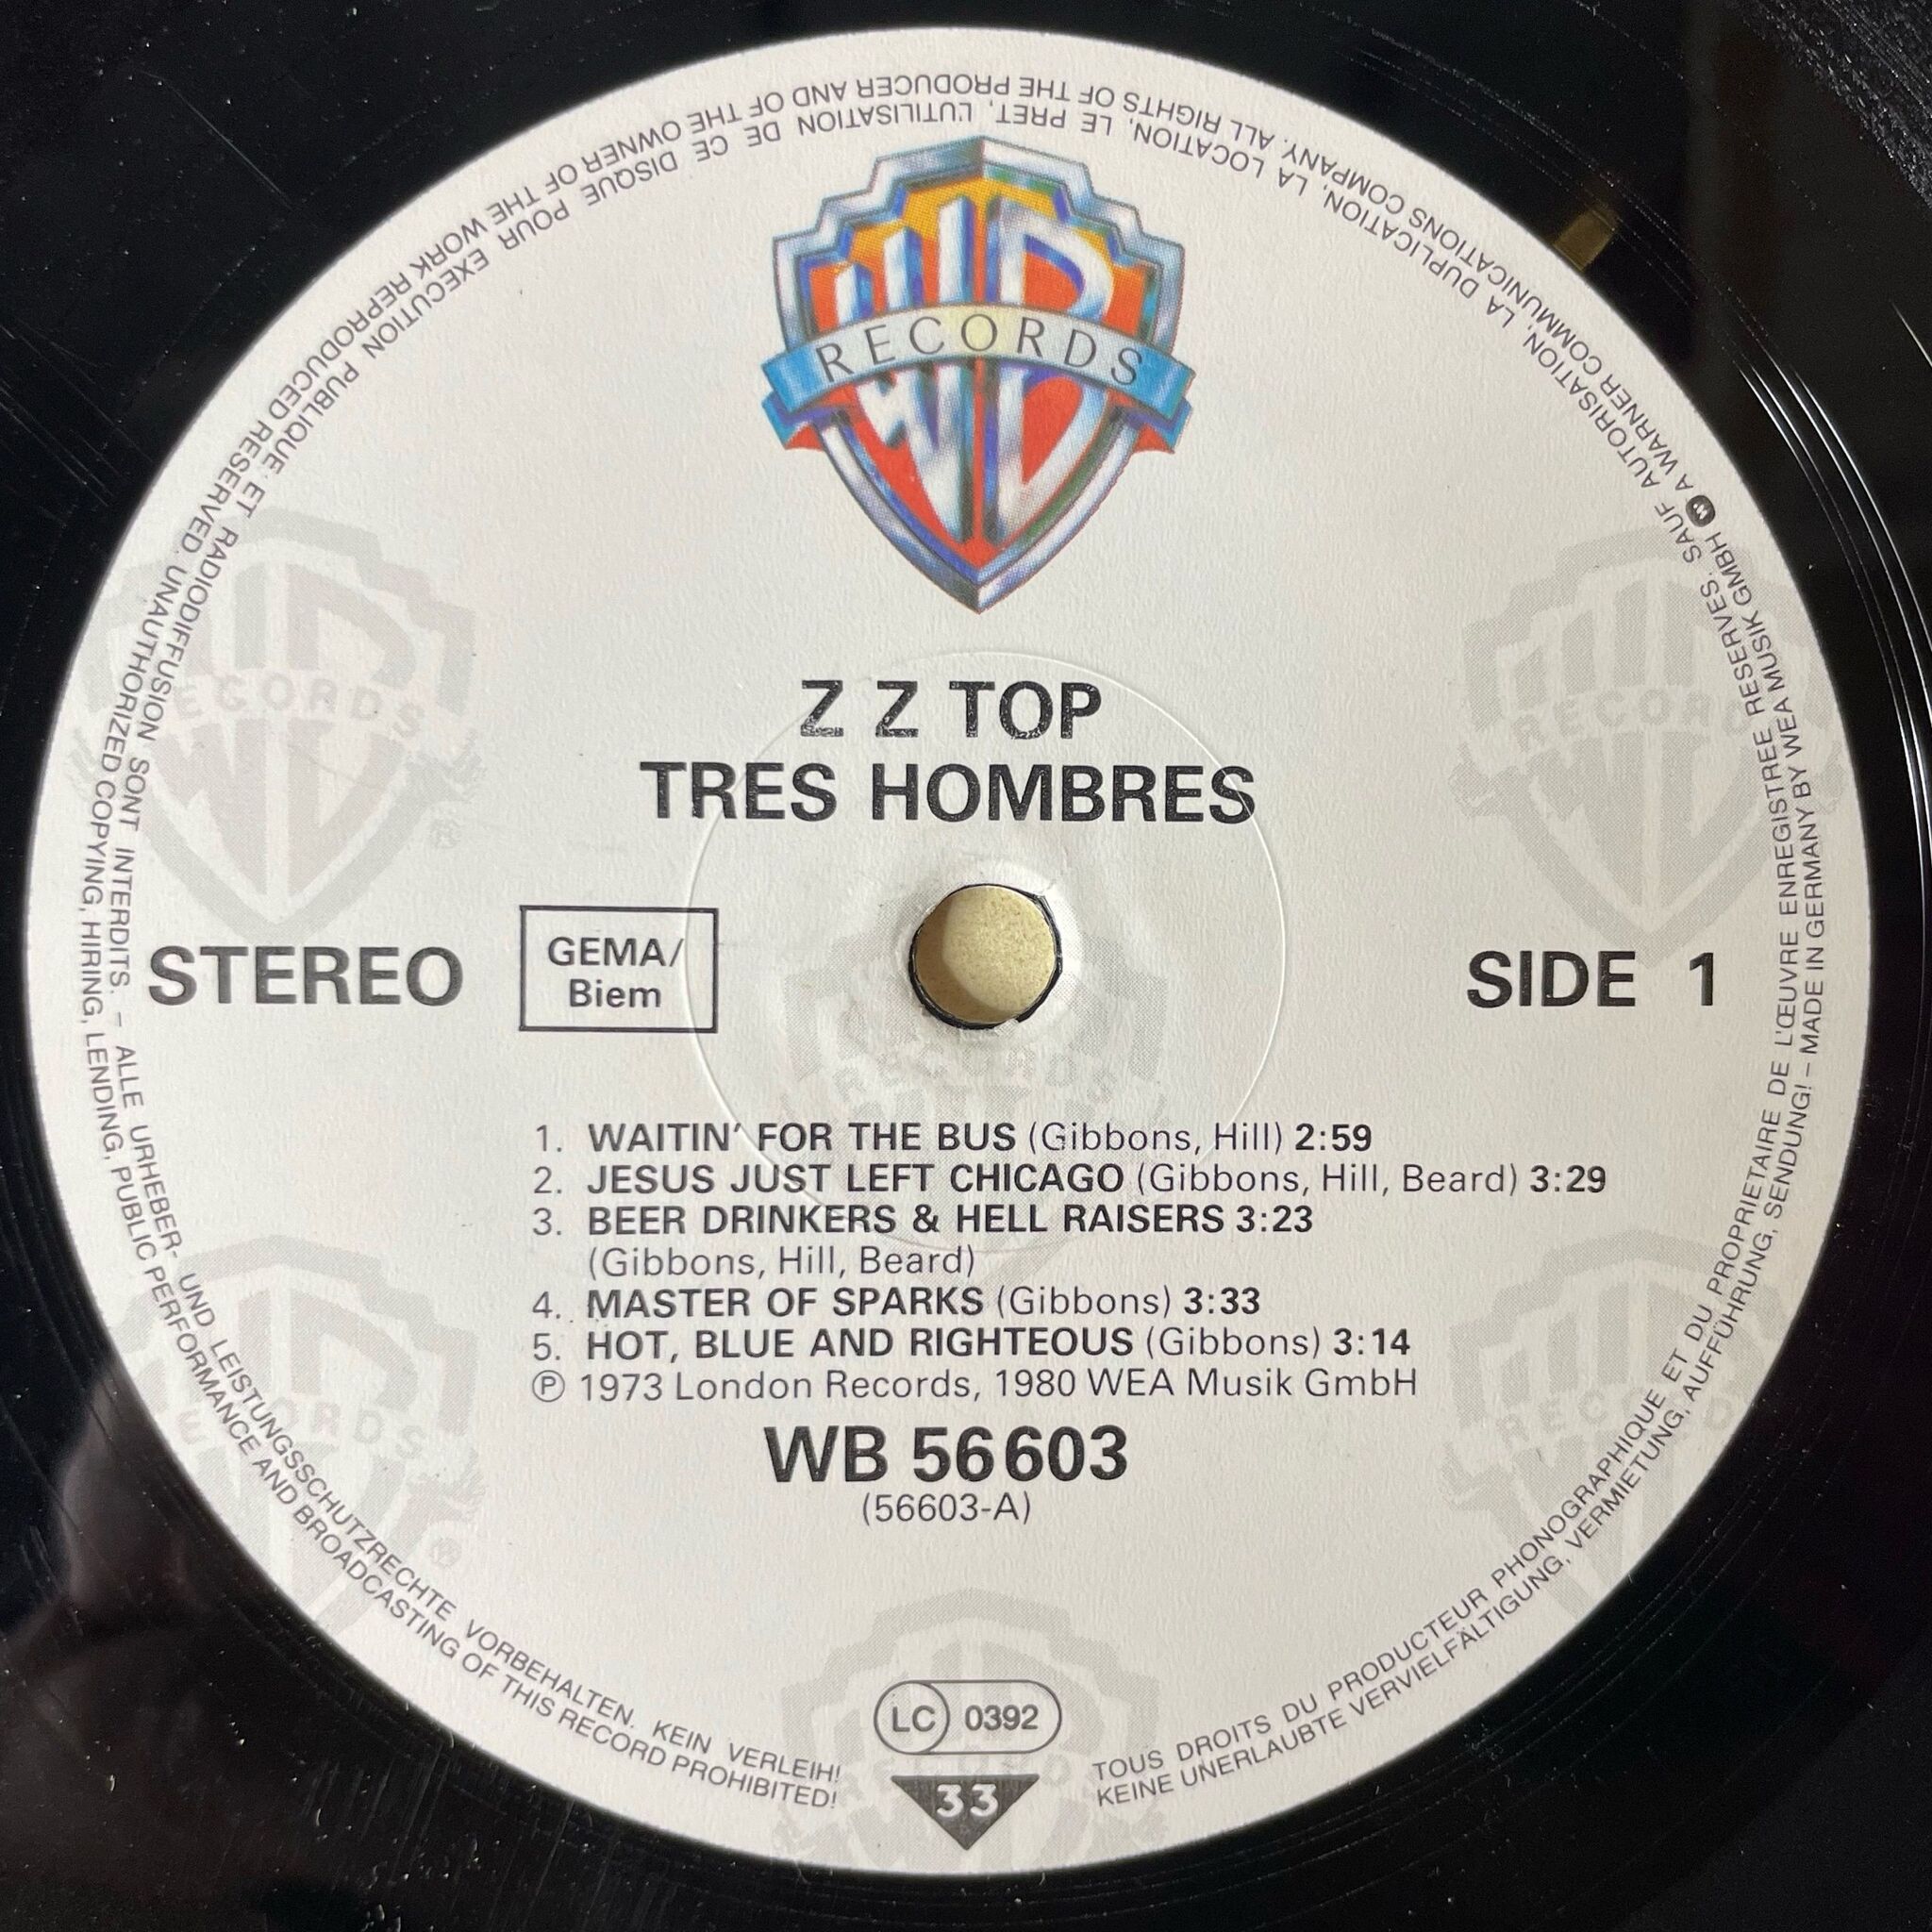 RECORDS
Z Z TOP
TRES HOMBRES
STEREO
GEMA/
Biem
SIDE 1
1. WAITIN' FOR THE BUS (Gibbons, Hill) 2:59
2. JESUS JUST LEFT CHICAGO (Gibbons, Hill, Beard) 3:29
3. BEER DRINKERS & HELL RAISERS 3:23
(Gibbons, Hill, Beard)
4. MASTER OF SPARKS (Gibbons) 3:33
5. HOT, BLUE AND RIGHTEOUS (Gibbons) 3:14
Ⓟ 1973 London Records, 1980 WEA Musik GmbH
WB 56603
(56603-A)
LC 0392
33
TOUS DROITS DU PRODUCTEUR PHONOGRAPHIQUE ET DU PROPRIETAIRE DE L'ŒUVRE ENREGISTREE RESERVES. SAUF AUTORISATION, LA DUPLICATION, LA LOCATION, LE PRET, L'UTILISATION DE CE DISQUE POUR EXECUTION PUBLIQUE ET RADIODIFFUSION SONT INTERDITS. – ALLE URHEBER- UND LEISTUNGSSCHUTZRECHTE VORBEHALTEN. KEIN VERLEIH!
KEINE UNERLAUBTE VERVIELFÄLTIGUNG, VERMIETUNG, AUFFÜHRUNG, SENDUNG! – MADE IN GERMANY BY WEA MUSIK GMBH A WARNER COMMUNICATIONS COMPANY. ALL RIGHTS OF THE PRODUCER AND OF THE OWNER OF THE WORK REPRODUCED RESERVED. UNAUTHORIZED COPYING, HIRING, LENDING, PUBLIC PERFORMANCE AND BROADCASTING OF THIS RECORD PROHIBITED!